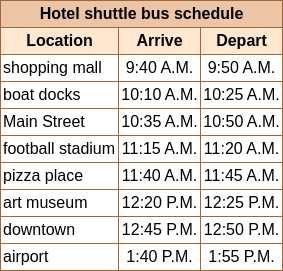 Hotel shuttle bus schedule
Location Arrive Depart
shopping mall 9:40 A.M. 9:50 A.M.
boat docks 10:10 A.M. 10:25 A.M.
Main Street 10:35 A.M. 10:50 A.M.
football stadium 11:15 A.M. 11:20 A.M.
pizza place 11:40 A.M. 11:45 A.M.
art museum 12:20 P.M. 12:25 P.M.
downtown 12:45 P.M. 12:50 P.M.
airport 1:40 P.M. 1:55 P.M.